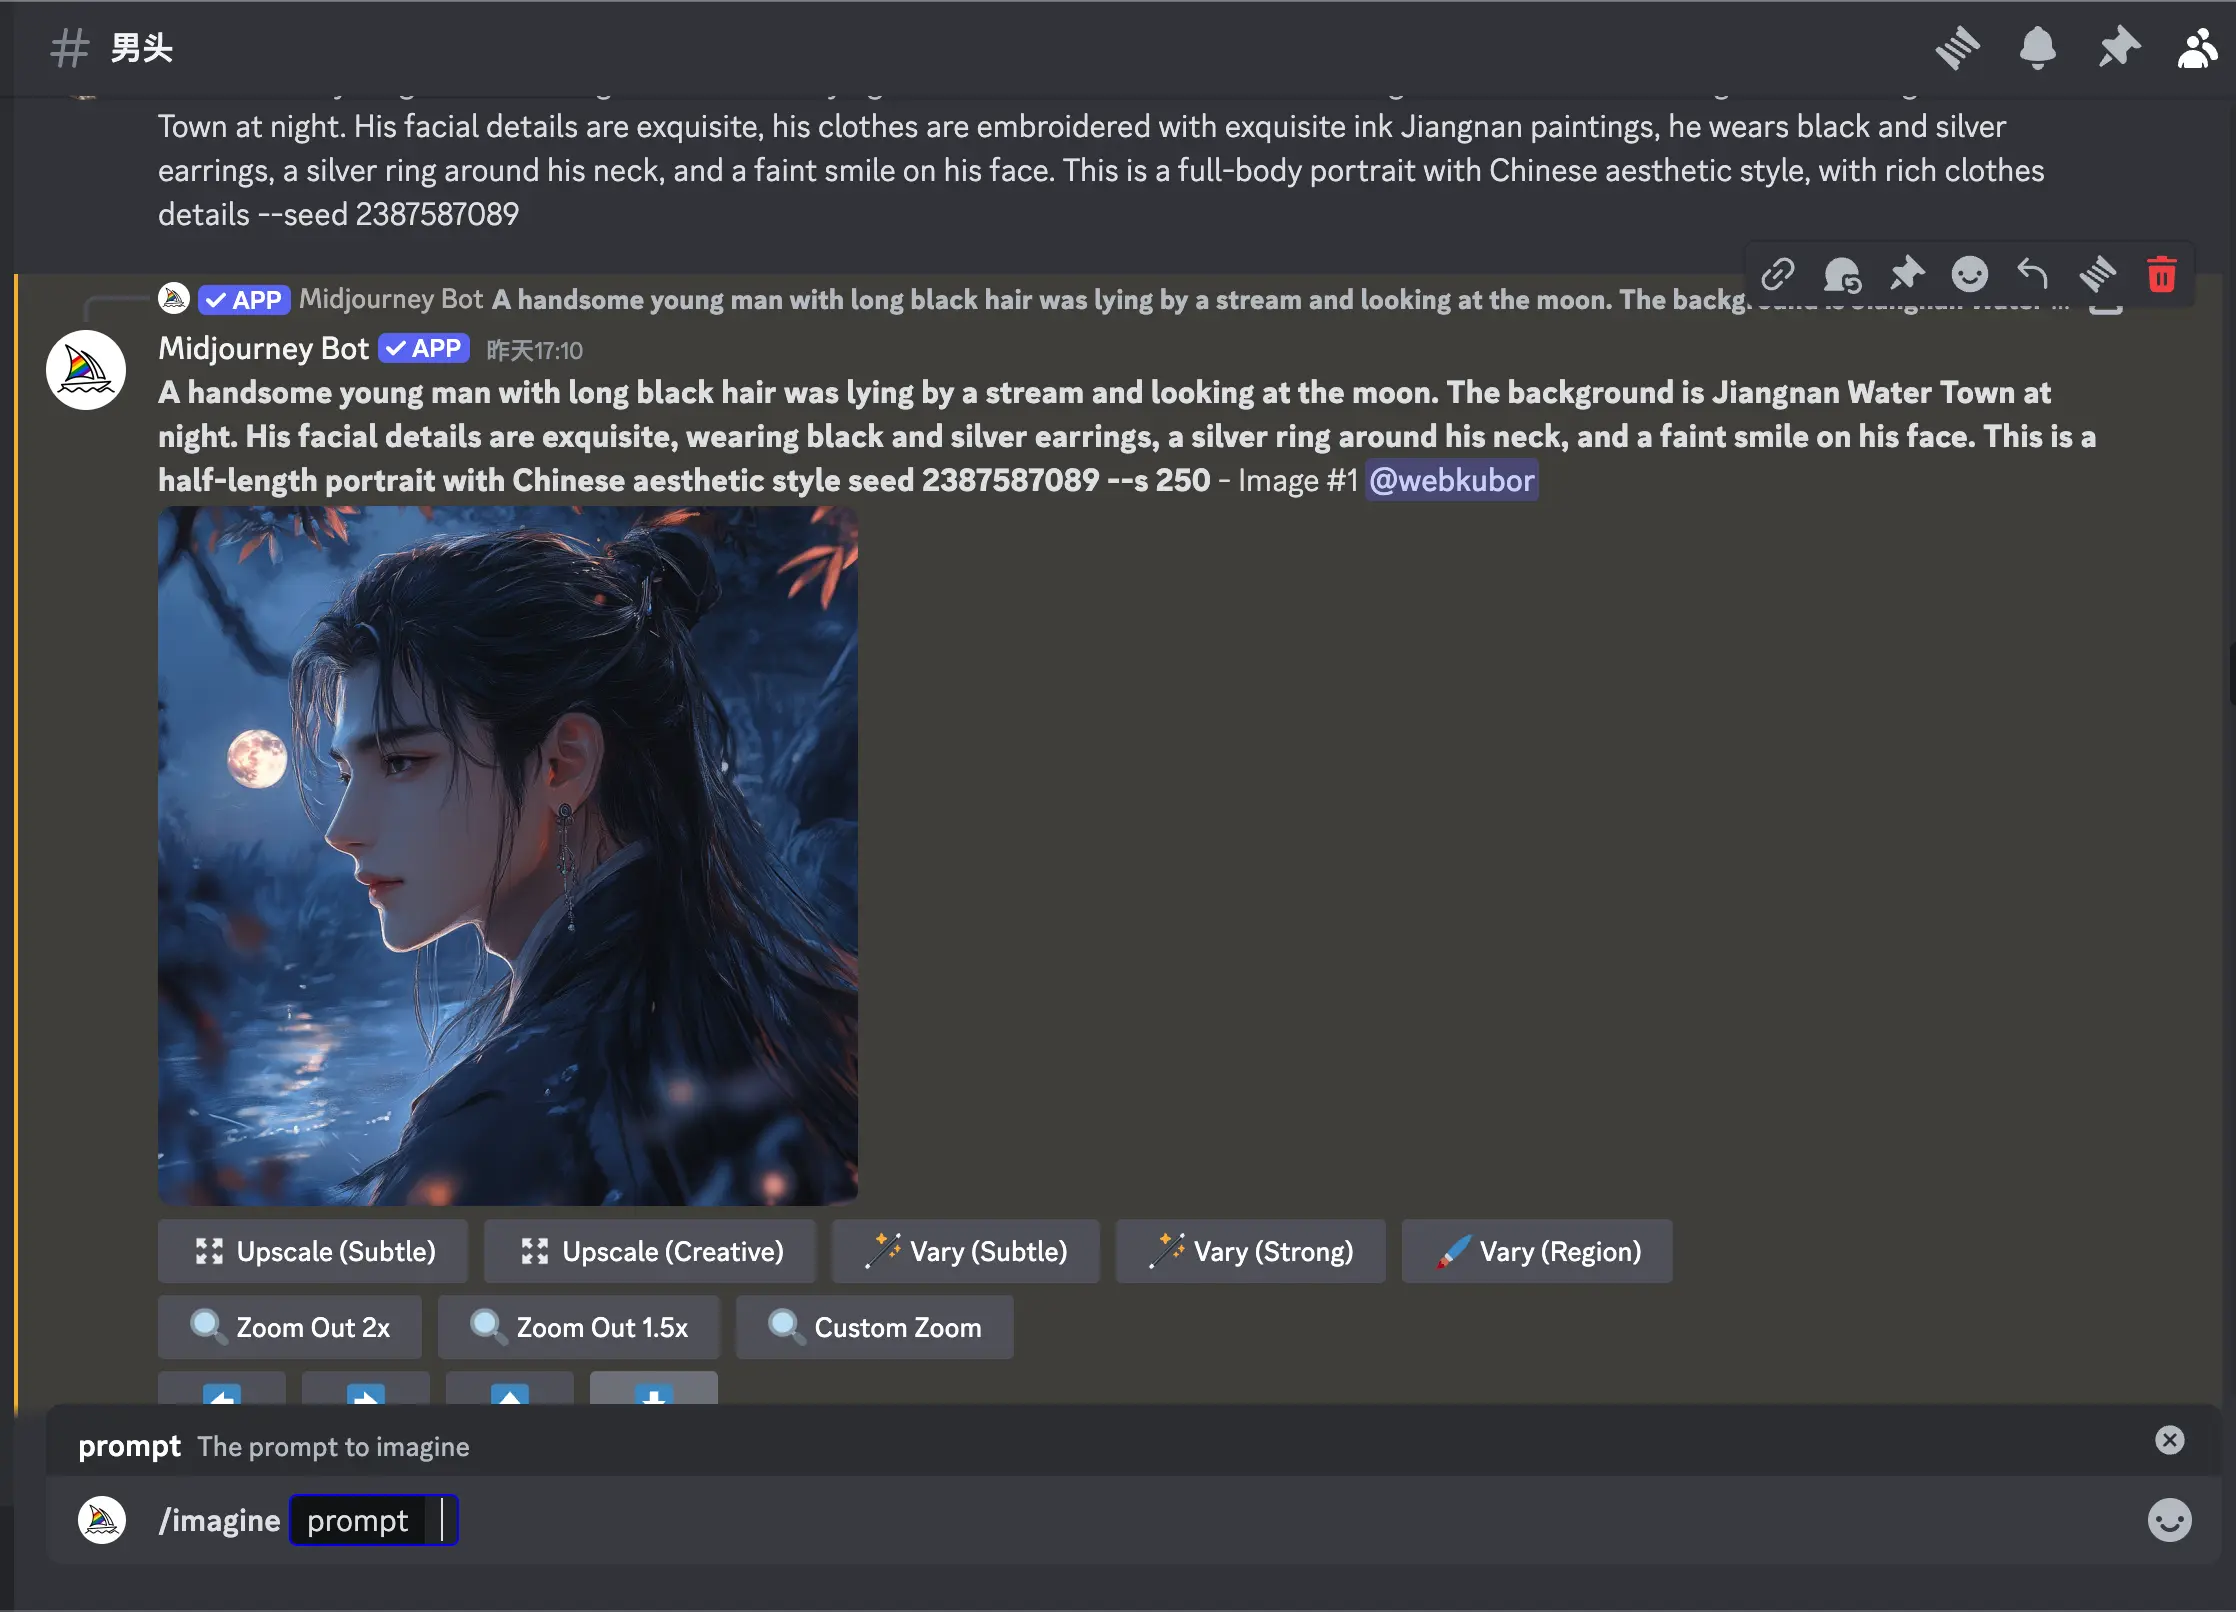 男头
Town at night. His facial details are exquisite, his clothes are embroidered with exquisite ink Jiangnan paintings, he wears black and silver
earrings, a silver ring around his neck, and a faint smile on his face. This is a full-body portrait with Chinese aesthetic style, with rich clothes
details --seed 2387587089
APP Midjourney Bot A handsome young man with long black hair was lying by a stream and looking at the moon. The backg
Midjourney Bot APP 昨天17:10
A handsome young man with long black hair was lying by a stream and looking at the moon. The background is Jiangnan Water Town at
night. His facial details are exquisite, wearing black and silver earrings, a silver ring around his neck, and a faint smile on his face. This is a
half-length portrait with Chinese aesthetic style seed 2387587089 --s 250 - Image #1 @webkubor
Upscale (Subtle) Upscale (Creative) Vary (Subtle) Vary (Strong) Vary (Region)
Zoom Out 2x Zoom Out 1.5x Custom Zoom
prompt The prompt to imagine
/imagine prompt